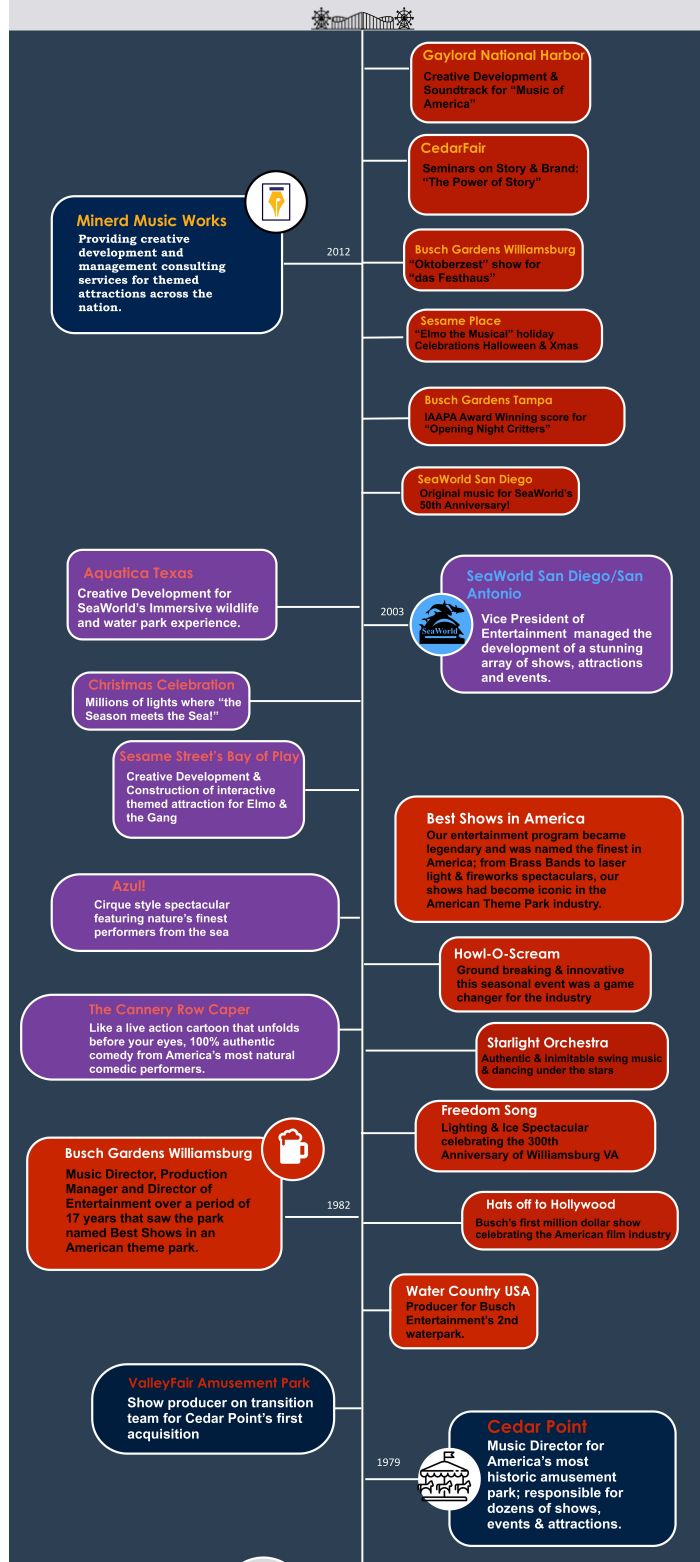 Gaylord National Harbor
Creative Development &
Soundtrack for “Music of
America”
CedarFair
Seminars on Story & Brand:
“The Power of Story”
Minerd Music Works
Providing creative
development and
management consulting
services for themed
attractions across the
nation.
2012
Busch Gardens Williamsburg
“Oktoberzest” show for
“das Festhaus”
Sesame Place
“Elmo the Musical” holiday
Celebrations Halloween & Xmas
Busch Gardens Tampa
IAAPA Award Winning score for
“Opening Night Critters”
SeaWorld San Diego
Original music for SeaWorld’s
50th Anniversary!
Aquatica Texas
Creative Development for
SeaWorld’s Immersive wildlife
and water park experience.
2003
SeaWorld
SeaWorld San Diego/San
Antonio
Vice President of
Entertainment managed the
development of a stunning
array of shows, attractions
and events.
Christmas Celebration
Millions of lights where “the
Season meets the Sea!”
Sesame Street’s Bay of Play
Creative Development &
Construction of interactive
themed attraction for Elmo &
the Gang
Best Shows in America
Our entertainment program became
legendary and was named the finest in
America; from Brass Bands to laser
light & fireworks spectaculars, our
shows had become iconic in the
American Theme Park industry.
Azul!
Cirque style spectacular
featuring nature’s finest
performers from the sea
Howl-O-Scream
Ground breaking & innovative
this seasonal event was a game
changer for the industry
The Cannery Row Caper
Like a live action cartoon that unfolds
before your eyes, 100% authentic
comedy from America’s most natural
comedic performers.
Starlight Orchestra
Authentic & inimitable swing music
& dancing under the stars
Freedom Song
Lighting & Ice Spectacular
celebrating the 300th
Anniversary of Williamsburg VA
Busch Gardens Williamsburg
Music Director, Production
Manager and Director of
Entertainment over a period of
17 years that saw the park
named Best Shows in an
American theme park.
1982
Hats off to Hollywood
Busch’s first million dollar show
celebrating the American film industry
Water Country USA
Producer for Busch
Entertainment’s 2nd
waterpark.
ValleyFair Amusement Park
Show producer on transition
team for Cedar Point’s first
acquisition
1979
Cedar Point
Music Director for
America’s most
historic amusement
park; responsible for
dozens of shows,
events & attractions.